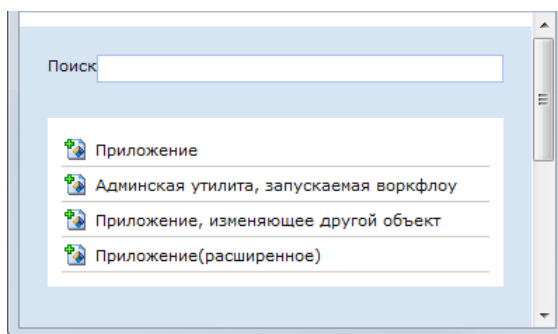 Поиск
Приложение
Админская утилита, запускаемая воркфлоу
Приложение, изменяющее другой объект
Приложение(расширенное)